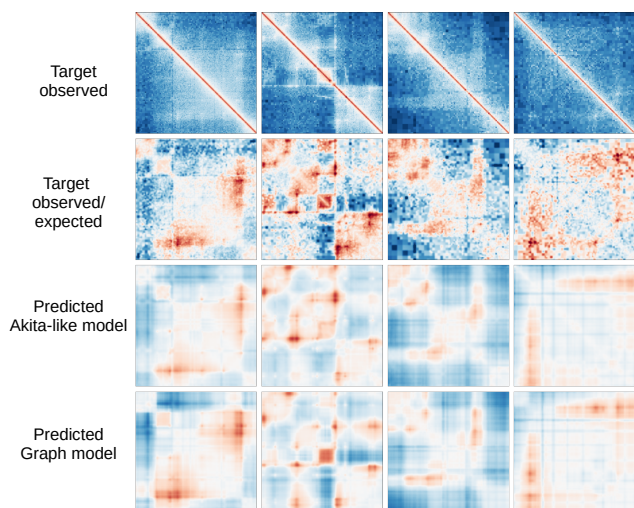 Target
observed
Target
observed/
expected
Predicted
Akita-like model
Predicted
Graph model